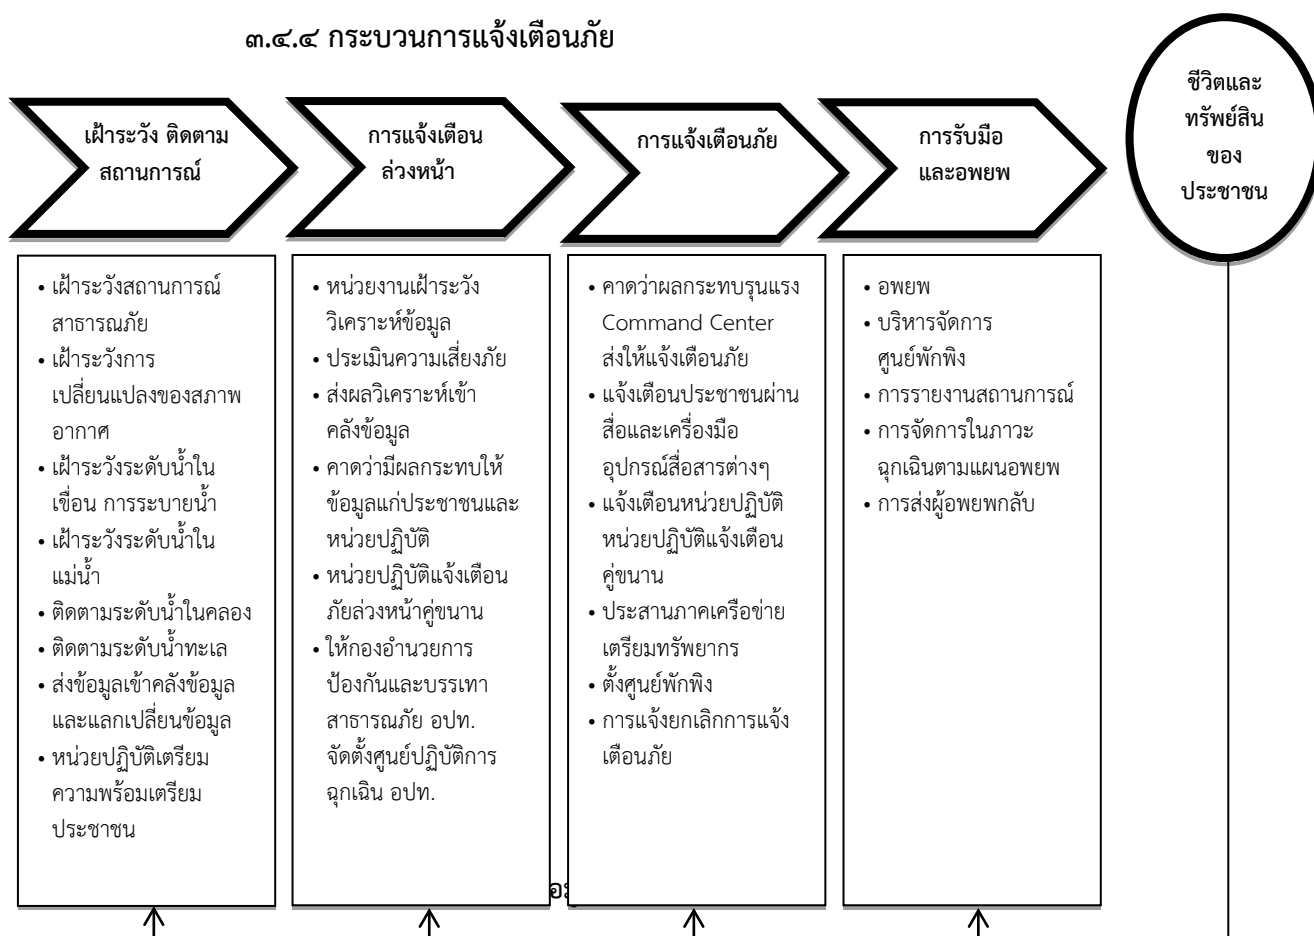 ๓.๔.๔ กระบวนการแจ้งเตือนภัย
เฝ้าระวัง ติดตาม
สถานการณ์
การแจ้งเตือน
ล่วงหน้า
การแจ้งเตือนภัย
การรับมือ
และอพยพ
ชีวิตและ
ทรัพย์สิน
ของ
ประชาชน
• เฝ้าระวังสถานการณ์
สาธารณภัย
• เฝ้าระวังการ
เปลี่ยนแปลงของสภาพ
อากาศ
• เฝ้าระวังระดับน้ำใน
เขื่อน การระบายน้ำ
• เฝ้าระวังระดับน้ำใน
แม่น้ำ
• ติดตามระดับน้ำในคลอง
• ติดตามระดับน้ำทะเล
• ส่งข้อมูลเข้าคลังข้อมูล
และแลกเปลี่ยนข้อมูล
• หน่วยปฏิบัติเตรียม
ความพร้อมเตรียม
ประชาชน
• หน่วยงานเฝ้าระวัง
วิเคราะห์ข้อมูล
• ประเมินความเสี่ยงภัย
• ส่งผลวิเคราะห์เข้า
คลังข้อมูล
• คาดว่ามีผลกระทบให้
ข้อมูลแก่ประชาชนและ
หน่วยปฏิบัติ
• หน่วยปฏิบัติแจ้งเตือน
ภัยล่วงหน้าคู่ขนาน
• ให้กองอำนวยการ
ป้องกันและบรรเทา
สาธารณภัย อปท.
จัดตั้งศูนย์ปฏิบัติการ
ฉุกเฉิน อปท.
• คาดว่าผลกระทบรุนแรง
Command Center
ส่งให้แจ้งเตือนภัย
• แจ้งเตือนประชาชนผ่าน
สื่อและเครื่องมือ
อุปกรณ์สื่อสารต่างๆ
• แจ้งเตือนหน่วยปฏิบัติ
หน่วยปฏิบัติแจ้งเตือน
คู่ขนาน
• ประสานภาคเครือข่าย
เตรียมทรัพยากร
• ตั้งศูนย์พักพิง
• การแจ้งยกเลิกการแจ้ง
เตือนภัย
• อพยพ
• บริหารจัดการ
ศูนย์พักพิง
• การรายงานสถานการณ์
• การจัดการในภาวะ
ฉุกเฉินตามแผนอพยพ
• การส่งผู้อพยพกลับ